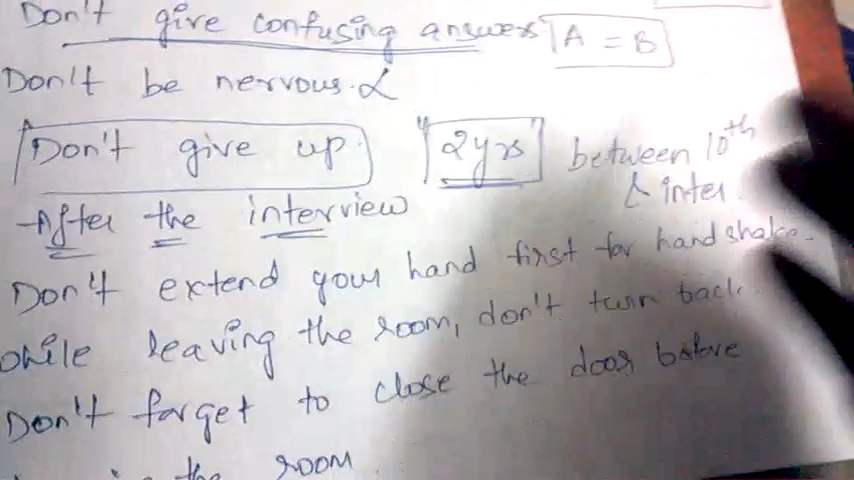 Don't give confusing answers A = B
Don't be nervous.
Don't give up. "2yrs" between 10th
& inter
After the interview
Don't extend your hand first for hand shake.
while leaving the room, don't turn back
Don't forget to close the door before
the room